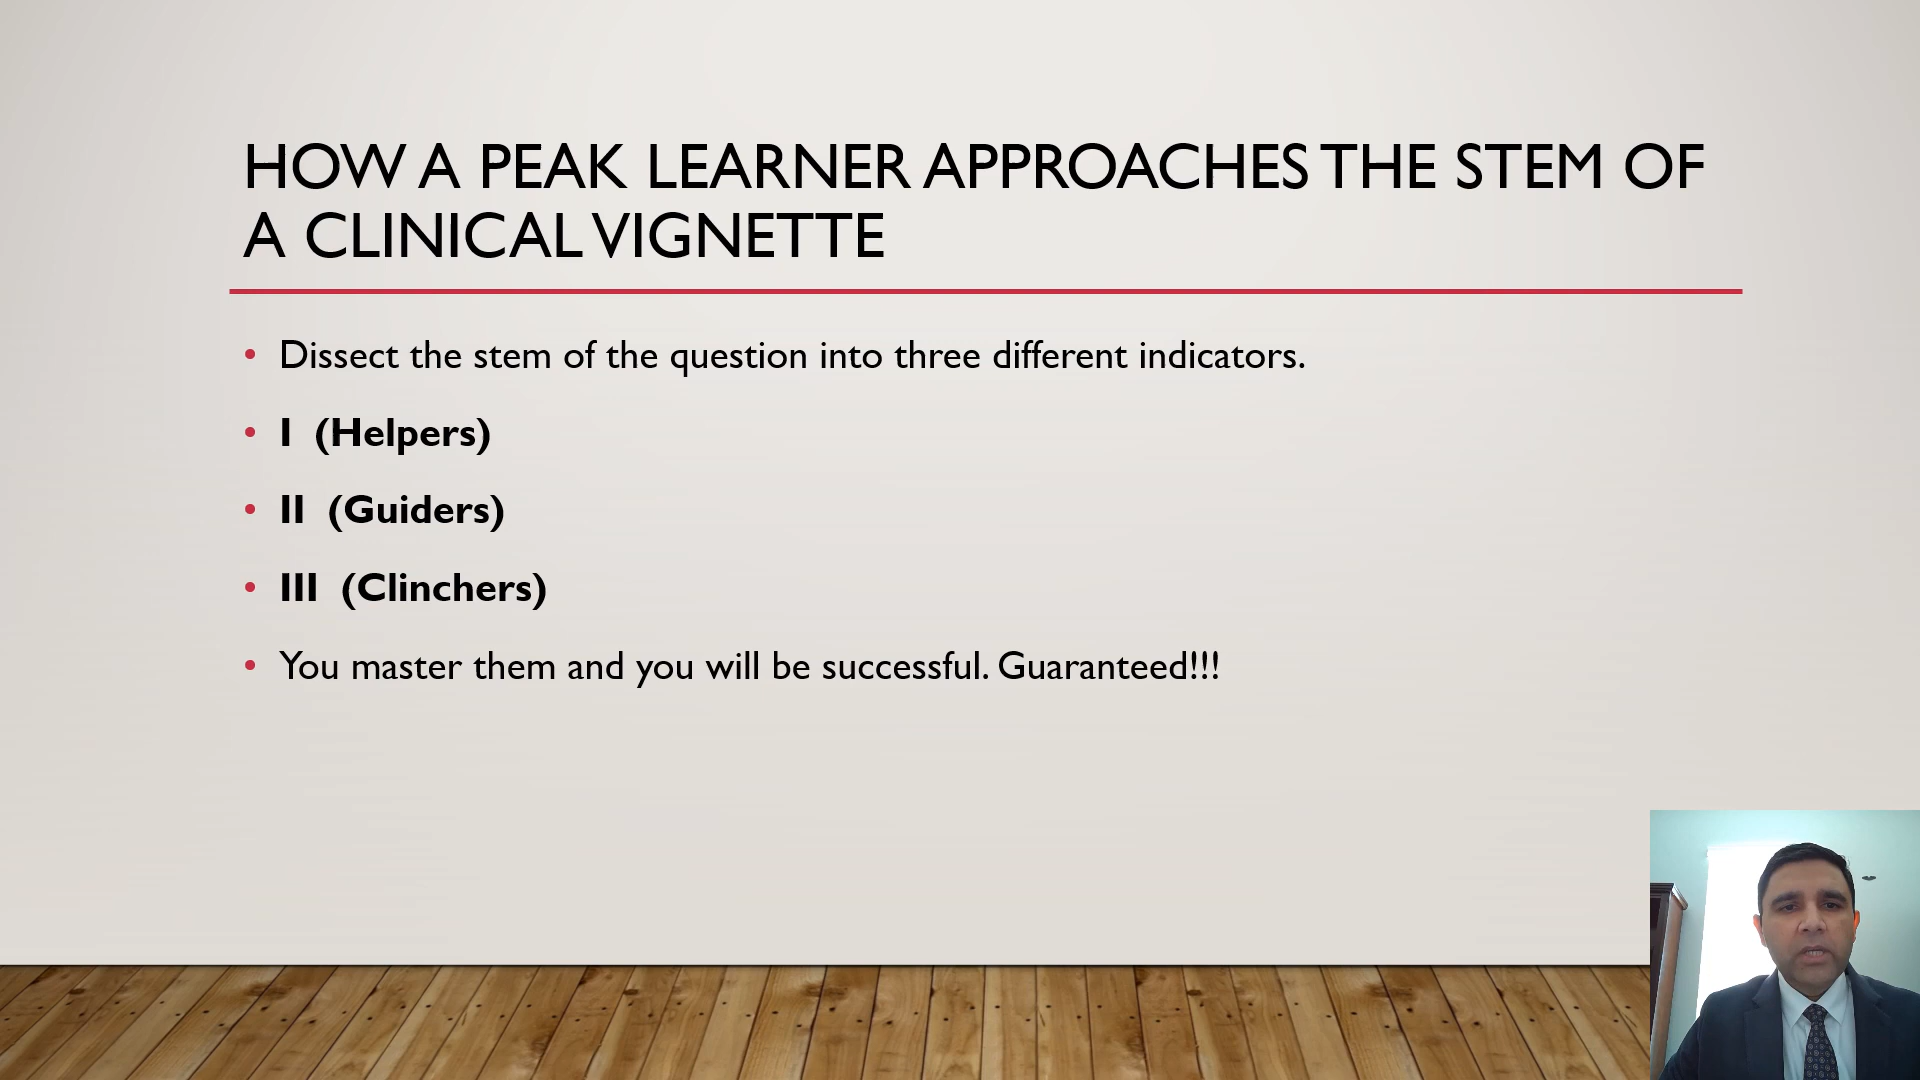 HOW A PEAK LEARNER APPROACHES THE STEM OF
A CLINICAL VIGNETTE
• Dissect the stem of the question into three different indicators.
• I (Helpers)
• II (Guiders)
• III (Clinchers)
• You master them and you will be successful. Guaranteed!!!